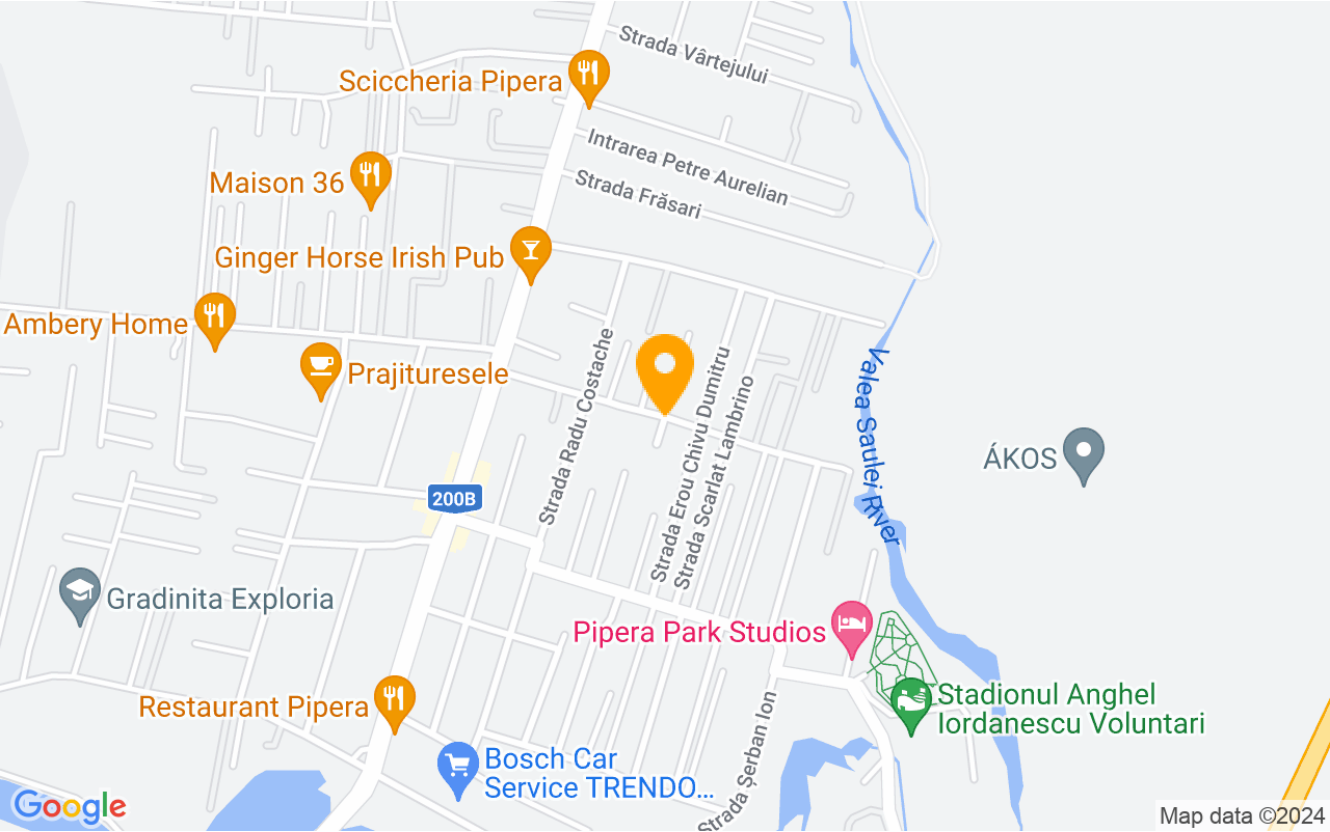 Strada Vârtejului
Sciccheria Pipera
Intrarea Petre Aurelian
Maison 36
Strada Frăsari
Ginger Horse Irish Pub
Ambery Home
Prajituresele
Strada Radu Costache
Strada Erou Chivu Dumitru
Strada Scarlat Lambrino
Valea Saulei River
ÁKOS
200B
Gradinita Exploria
Pipera Park Studios
Stadionul Anghel
Iordanescu Voluntari
Restaurant Pipera
Strada Șerban Ion
Bosch Car
Service TRENDO...
Google
Map data ©2024